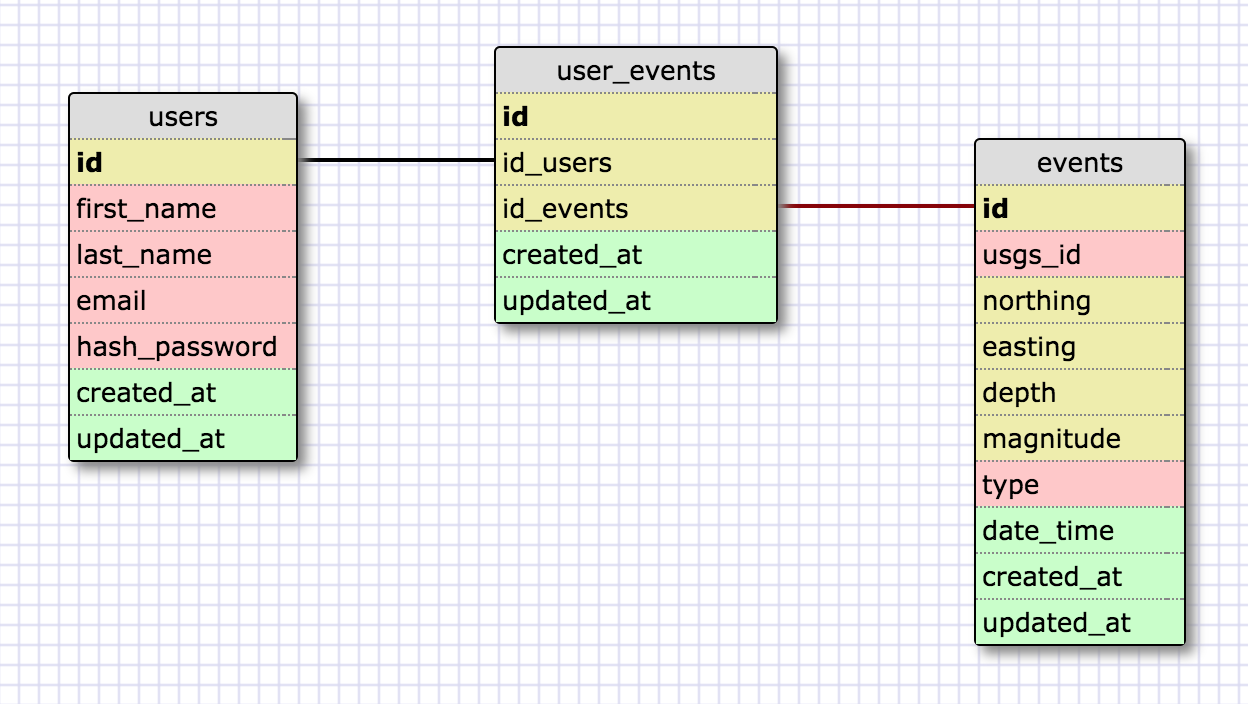 users
id
first_name
last_name
email
hash_password
created_at
updated_at
user_events
id
id_users
id_events
created_at
updated_at
events
id
usgs_id
northing
easting
depth
magnitude
type
date_time
created_at
updated_at